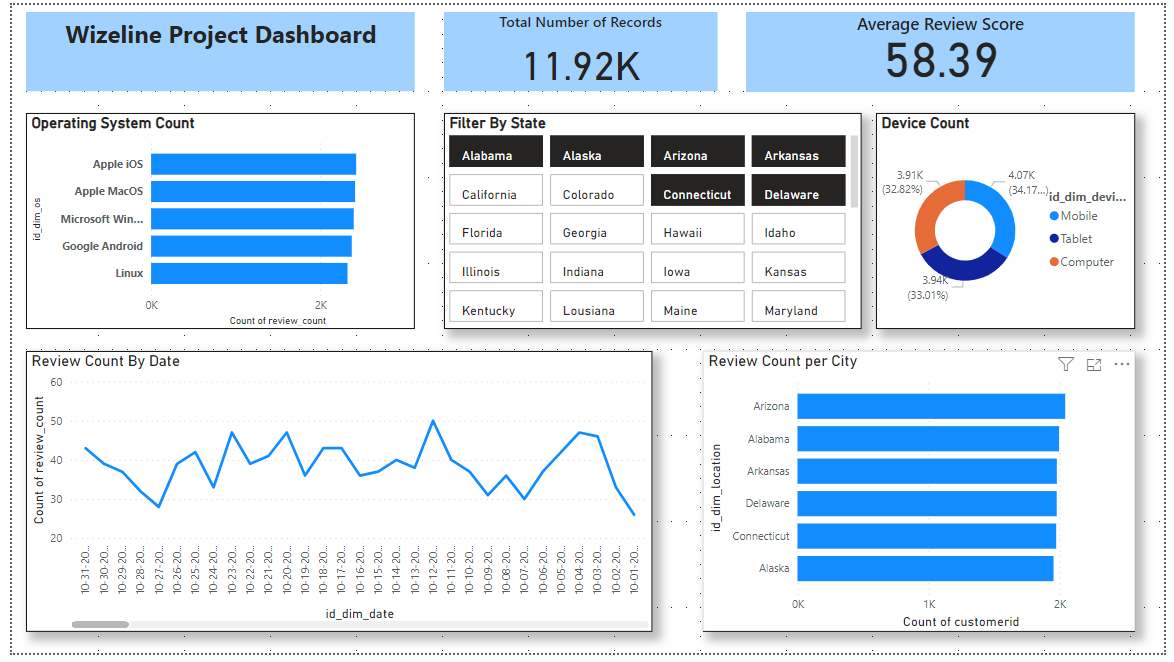 Wizeline Project Dashboard
Total Number of Records
11.92K
Average Review Score
58.39
Operating System Count
id_dim_os
Apple iOS
Apple MacOS
Microsoft Win...
Google Android
Linux
0K 2K
Count of review_count
Filter By State
Alabama Alaska Arizona Arkansas
California Colorado Connecticut Delaware
Florida Georgia Hawaii Idaho
Illinois Indiana Iowa Kansas
Kentucky Lousiana Maine Maryland
Device Count
3.91K
(32.82%)
4.07K
(34.17...)
3.94K
(33.01%)
id_dim_devi...
Mobile
Tablet
Computer
Review Count By Date
Count of review_count
60
50
40
30
20
10-31-20... 10-30-20... 10-29-20... 10-28-20... 10-27-20... 10-26-20... 10-25-20... 10-24-20... 10-23-20... 10-22-20... 10-21-20... 10-20-20... 10-19-20... 10-18-20... 10-17-20... 10-16-20... 10-15-20... 10-14-20... 10-13-20... 10-12-20... 10-11-20... 10-10-20... 10-09-20... 10-08-20... 10-07-20... 10-06-20... 10-05-20... 10-04-20... 10-03-20... 10-02-20... 10-01-20...
id_dim_date
Review Count per City
id_dim_location
Arizona
Alabama
Arkansas
Delaware
Connecticut
Alaska
0K 1K 2K
Count of customerid